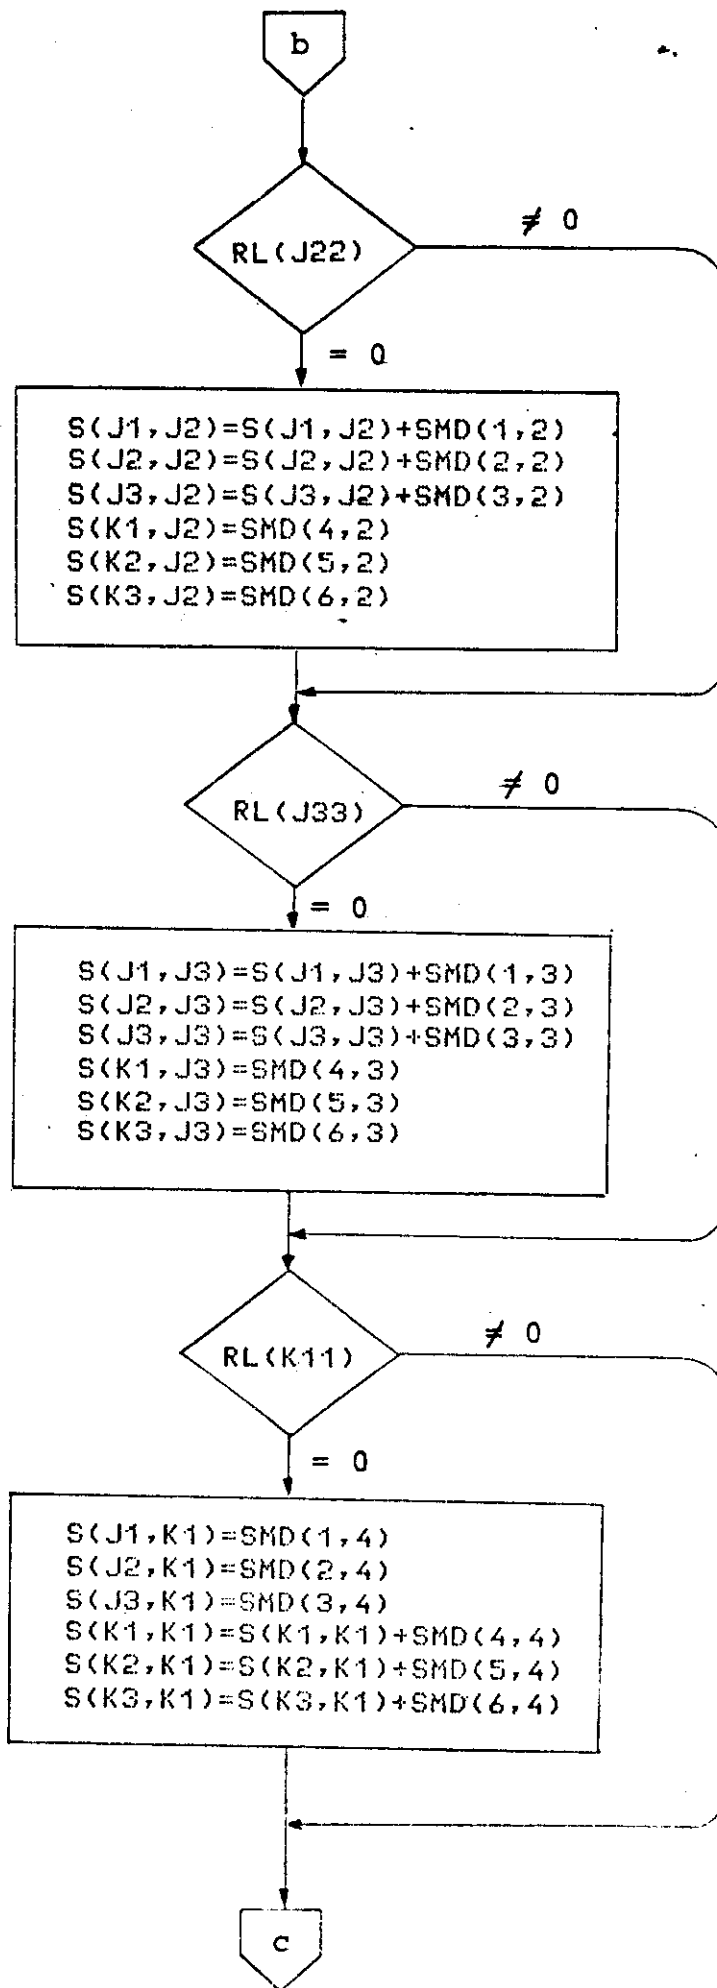 b
RL(J22)
≠ 0
= 0
S(J1,J2)=S(J1,J2)+SMD(1,2)
S(J2,J2)=S(J2,J2)+SMD(2,2)
S(J3,J2)=S(J3,J2)+SMD(3,2)
S(K1,J2)=SMD(4,2)
S(K2,J2)=SMD(5,2)
S(K3,J2)=SMD(6,2)
RL(J33)
≠ 0
= 0
S(J1,J3)=S(J1,J3)+SMD(1,3)
S(J2,J3)=S(J2,J3)+SMD(2,3)
S(J3,J3)=S(J3,J3)+SMD(3,3)
S(K1,J3)=SMD(4,3)
S(K2,J3)=SMD(5,3)
S(K3,J3)=SMD(6,3)
RL(K11)
≠ 0
= 0
S(J1,K1)=SMD(1,4)
S(J2,K1)=SMD(2,4)
S(J3,K1)=SMD(3,4)
S(K1,K1)=S(K1,K1)+SMD(4,4)
S(K2,K1)=S(K2,K1)+SMD(5,4)
S(K3,K1)=S(K3,K1)+SMD(6,4)
c